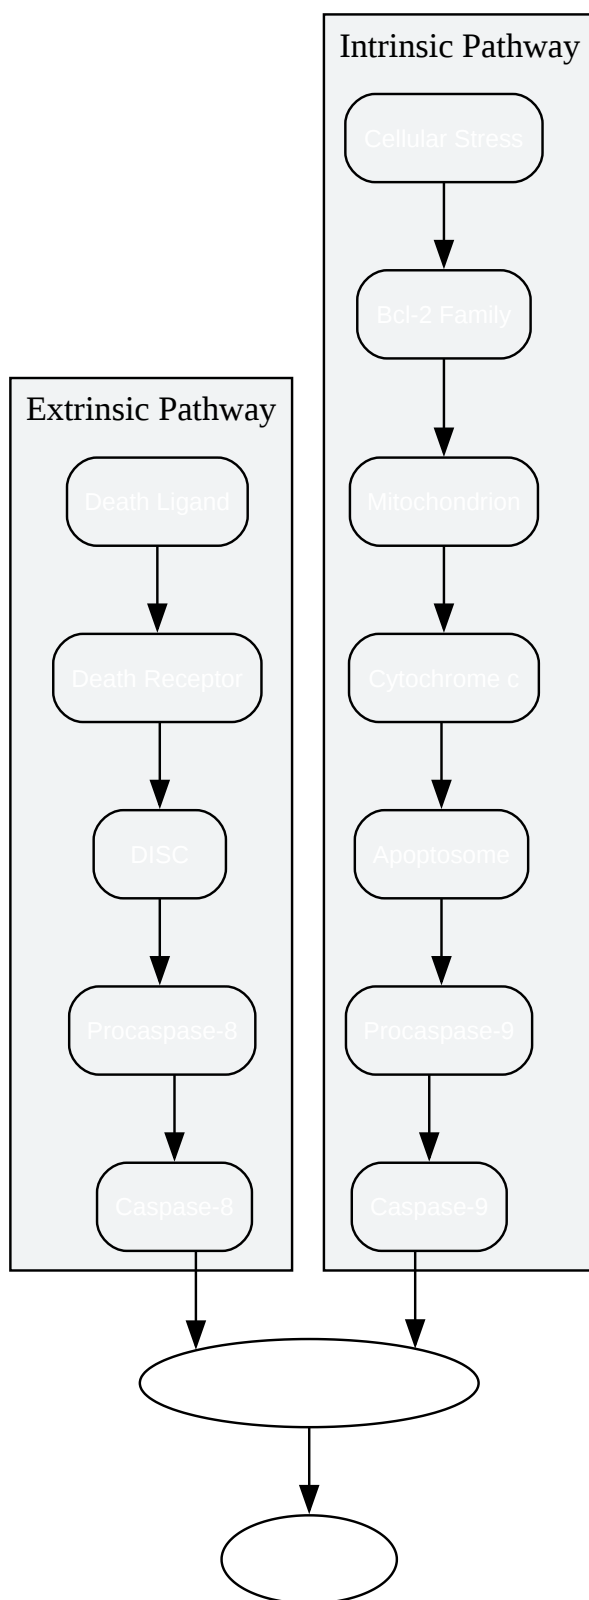 Intrinsic Pathway
Cellular Stress
Bcl-2 Family
Extrinsic Pathway
Death Ligand
Mitochondrion
Death Receptor
Cytochrome c
DISC
Apoptosome
Procaspase-8
Procaspase-9
Caspase-8
Caspase-9